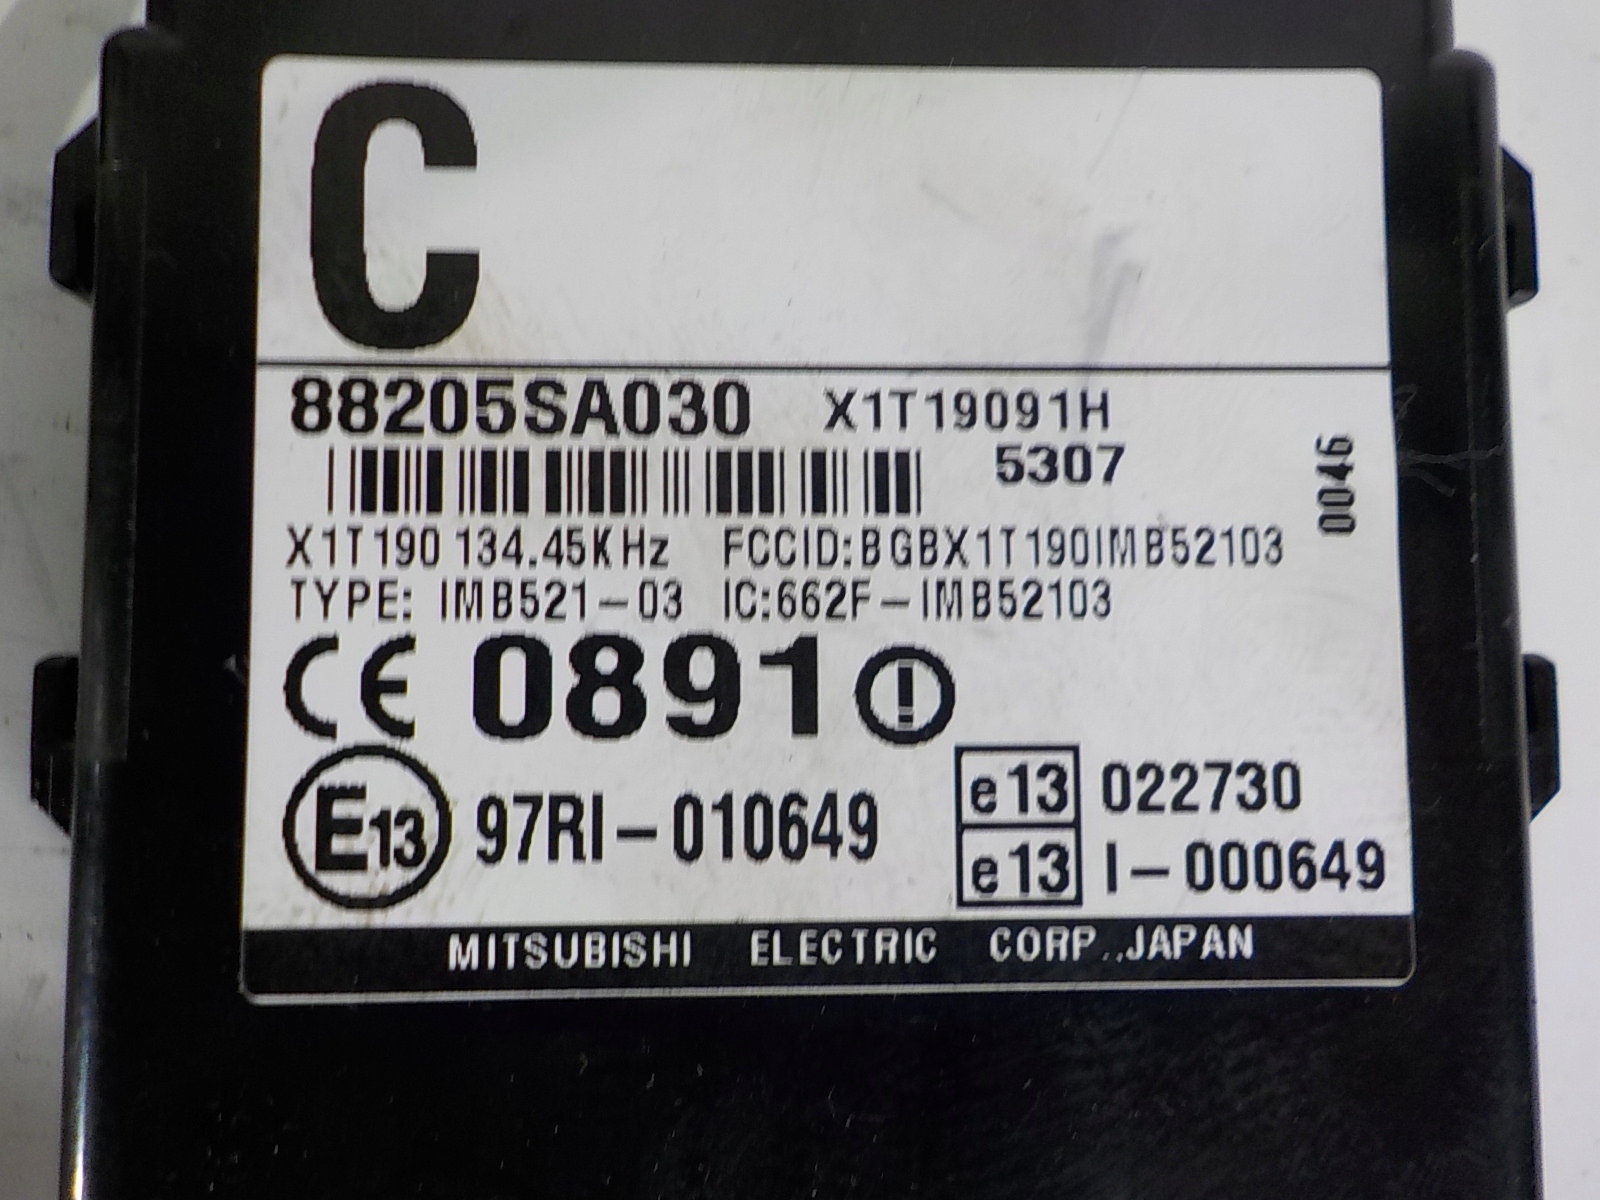 C
88205SA030 X1T19091H
5307
0046
X1T190 134.45KHz FCCID:BGBX1T190IMB52103
TYPE: IMB521-03 IC:662F-IMB52103
CE 0891 !
E13 97RI-010649
e13 022730
e13 I-000649
MITSUBISHI ELECTRIC CORP.,JAPAN